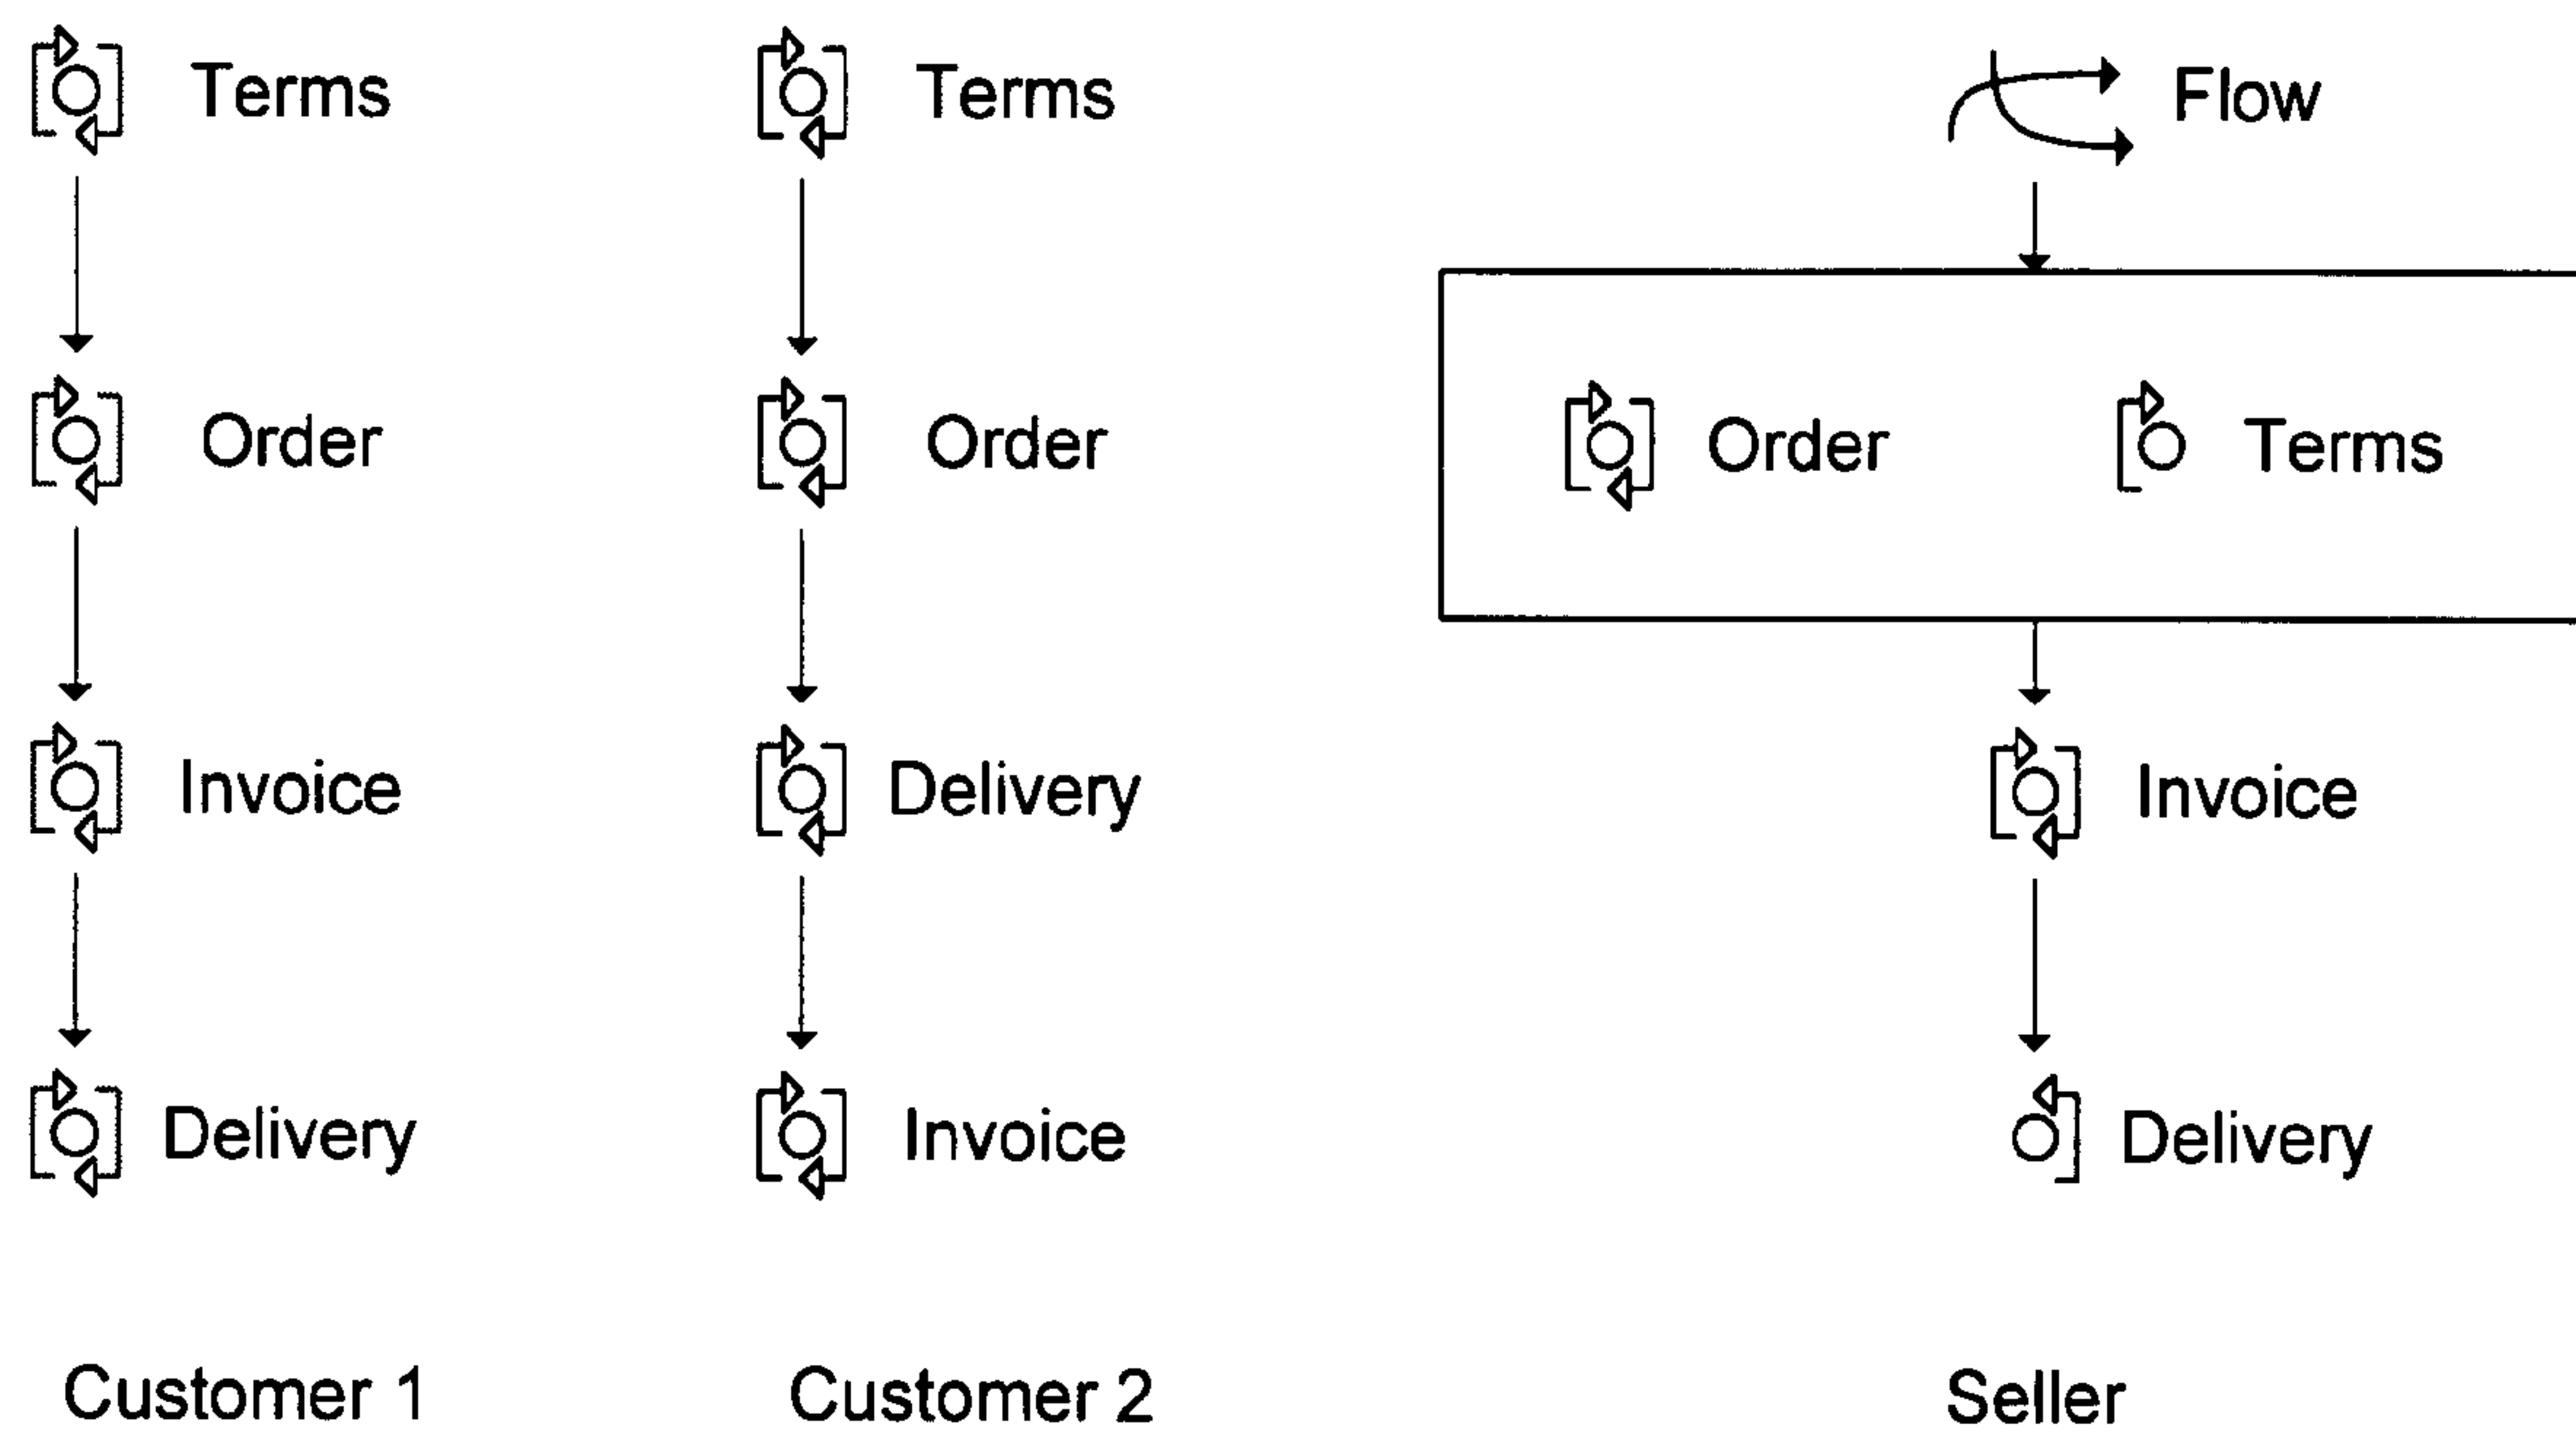 Terms
Terms
Flow
Order
Order
Order
Terms
Invoice
Delivery
Invoice
Delivery
Invoice
Delivery
Customer 1
Customer 2
Seller